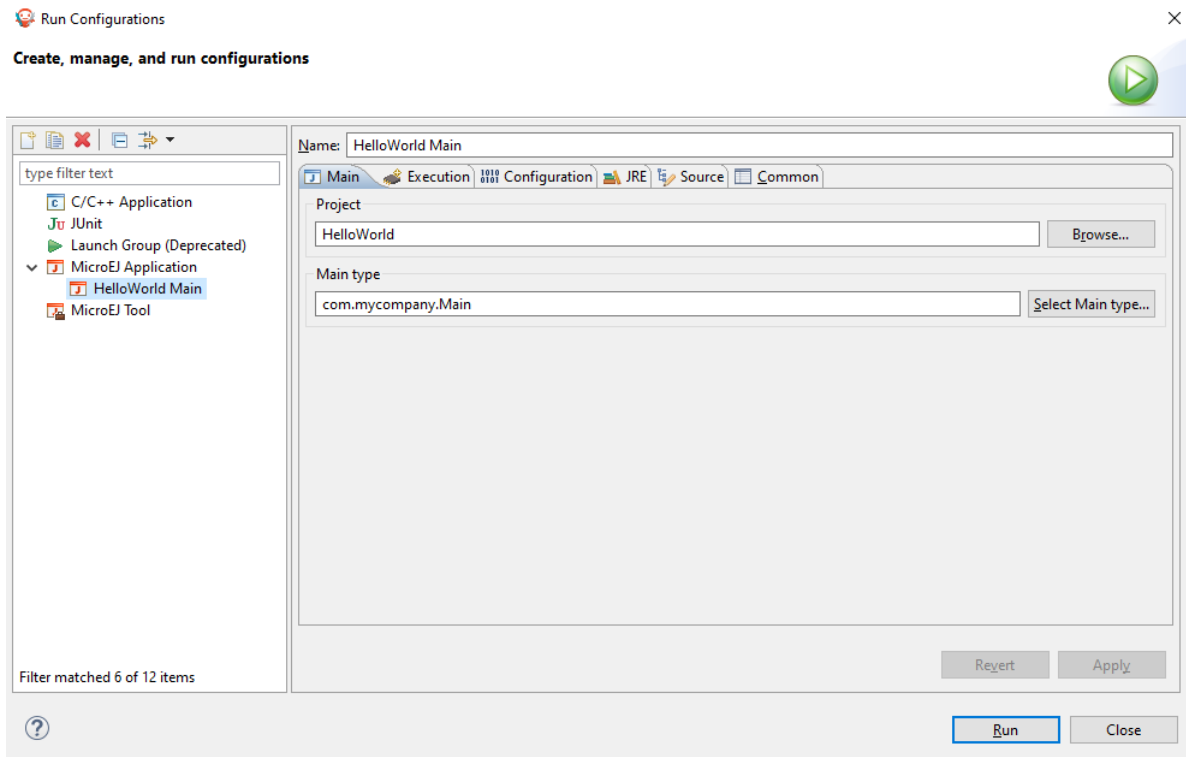 Run Configurations
Create, manage, and run configurations
type filter text
C/C++ Application
JUnit
Launch Group (Deprecated)
MicroEJ Application
HelloWorld Main
MicroEJ Tool
Filter matched 6 of 12 items
Name: HelloWorld Main
Main Execution Configuration JRE Source Common
Project
HelloWorld Browse...
Main type
com.mycompany.Main Select Main type...
Revert Apply
Run Close